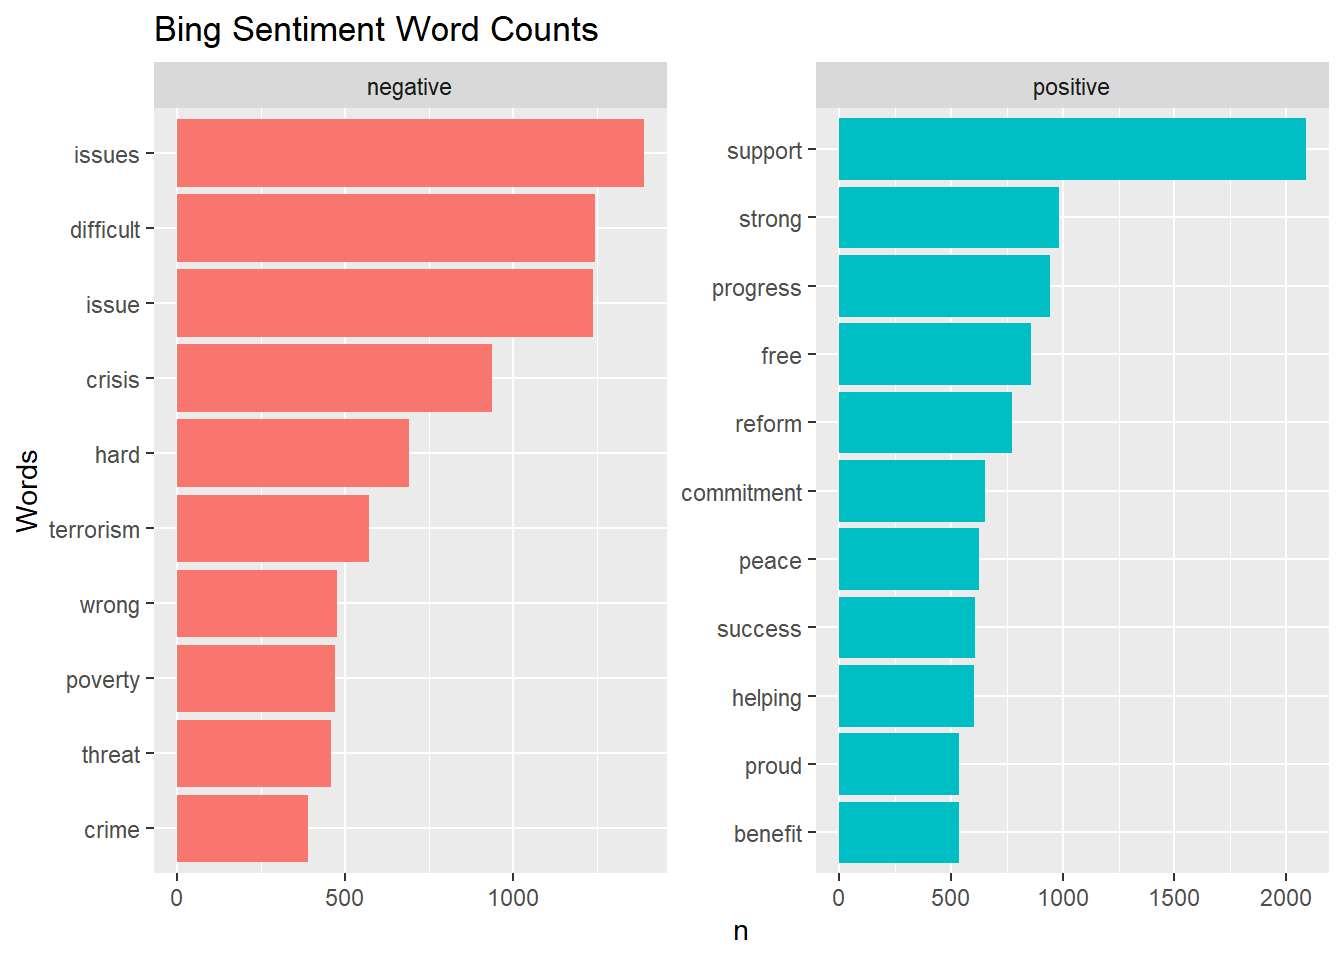 Bing Sentiment Word Counts
negative
positive
Words
issues
difficult
issue
crisis
hard
terrorism
wrong
poverty
threat
crime
0 500 1000
support
strong
progress
free
reform
commitment
peace
success
helping
proud
benefit
0 500 1000 1500 2000
n